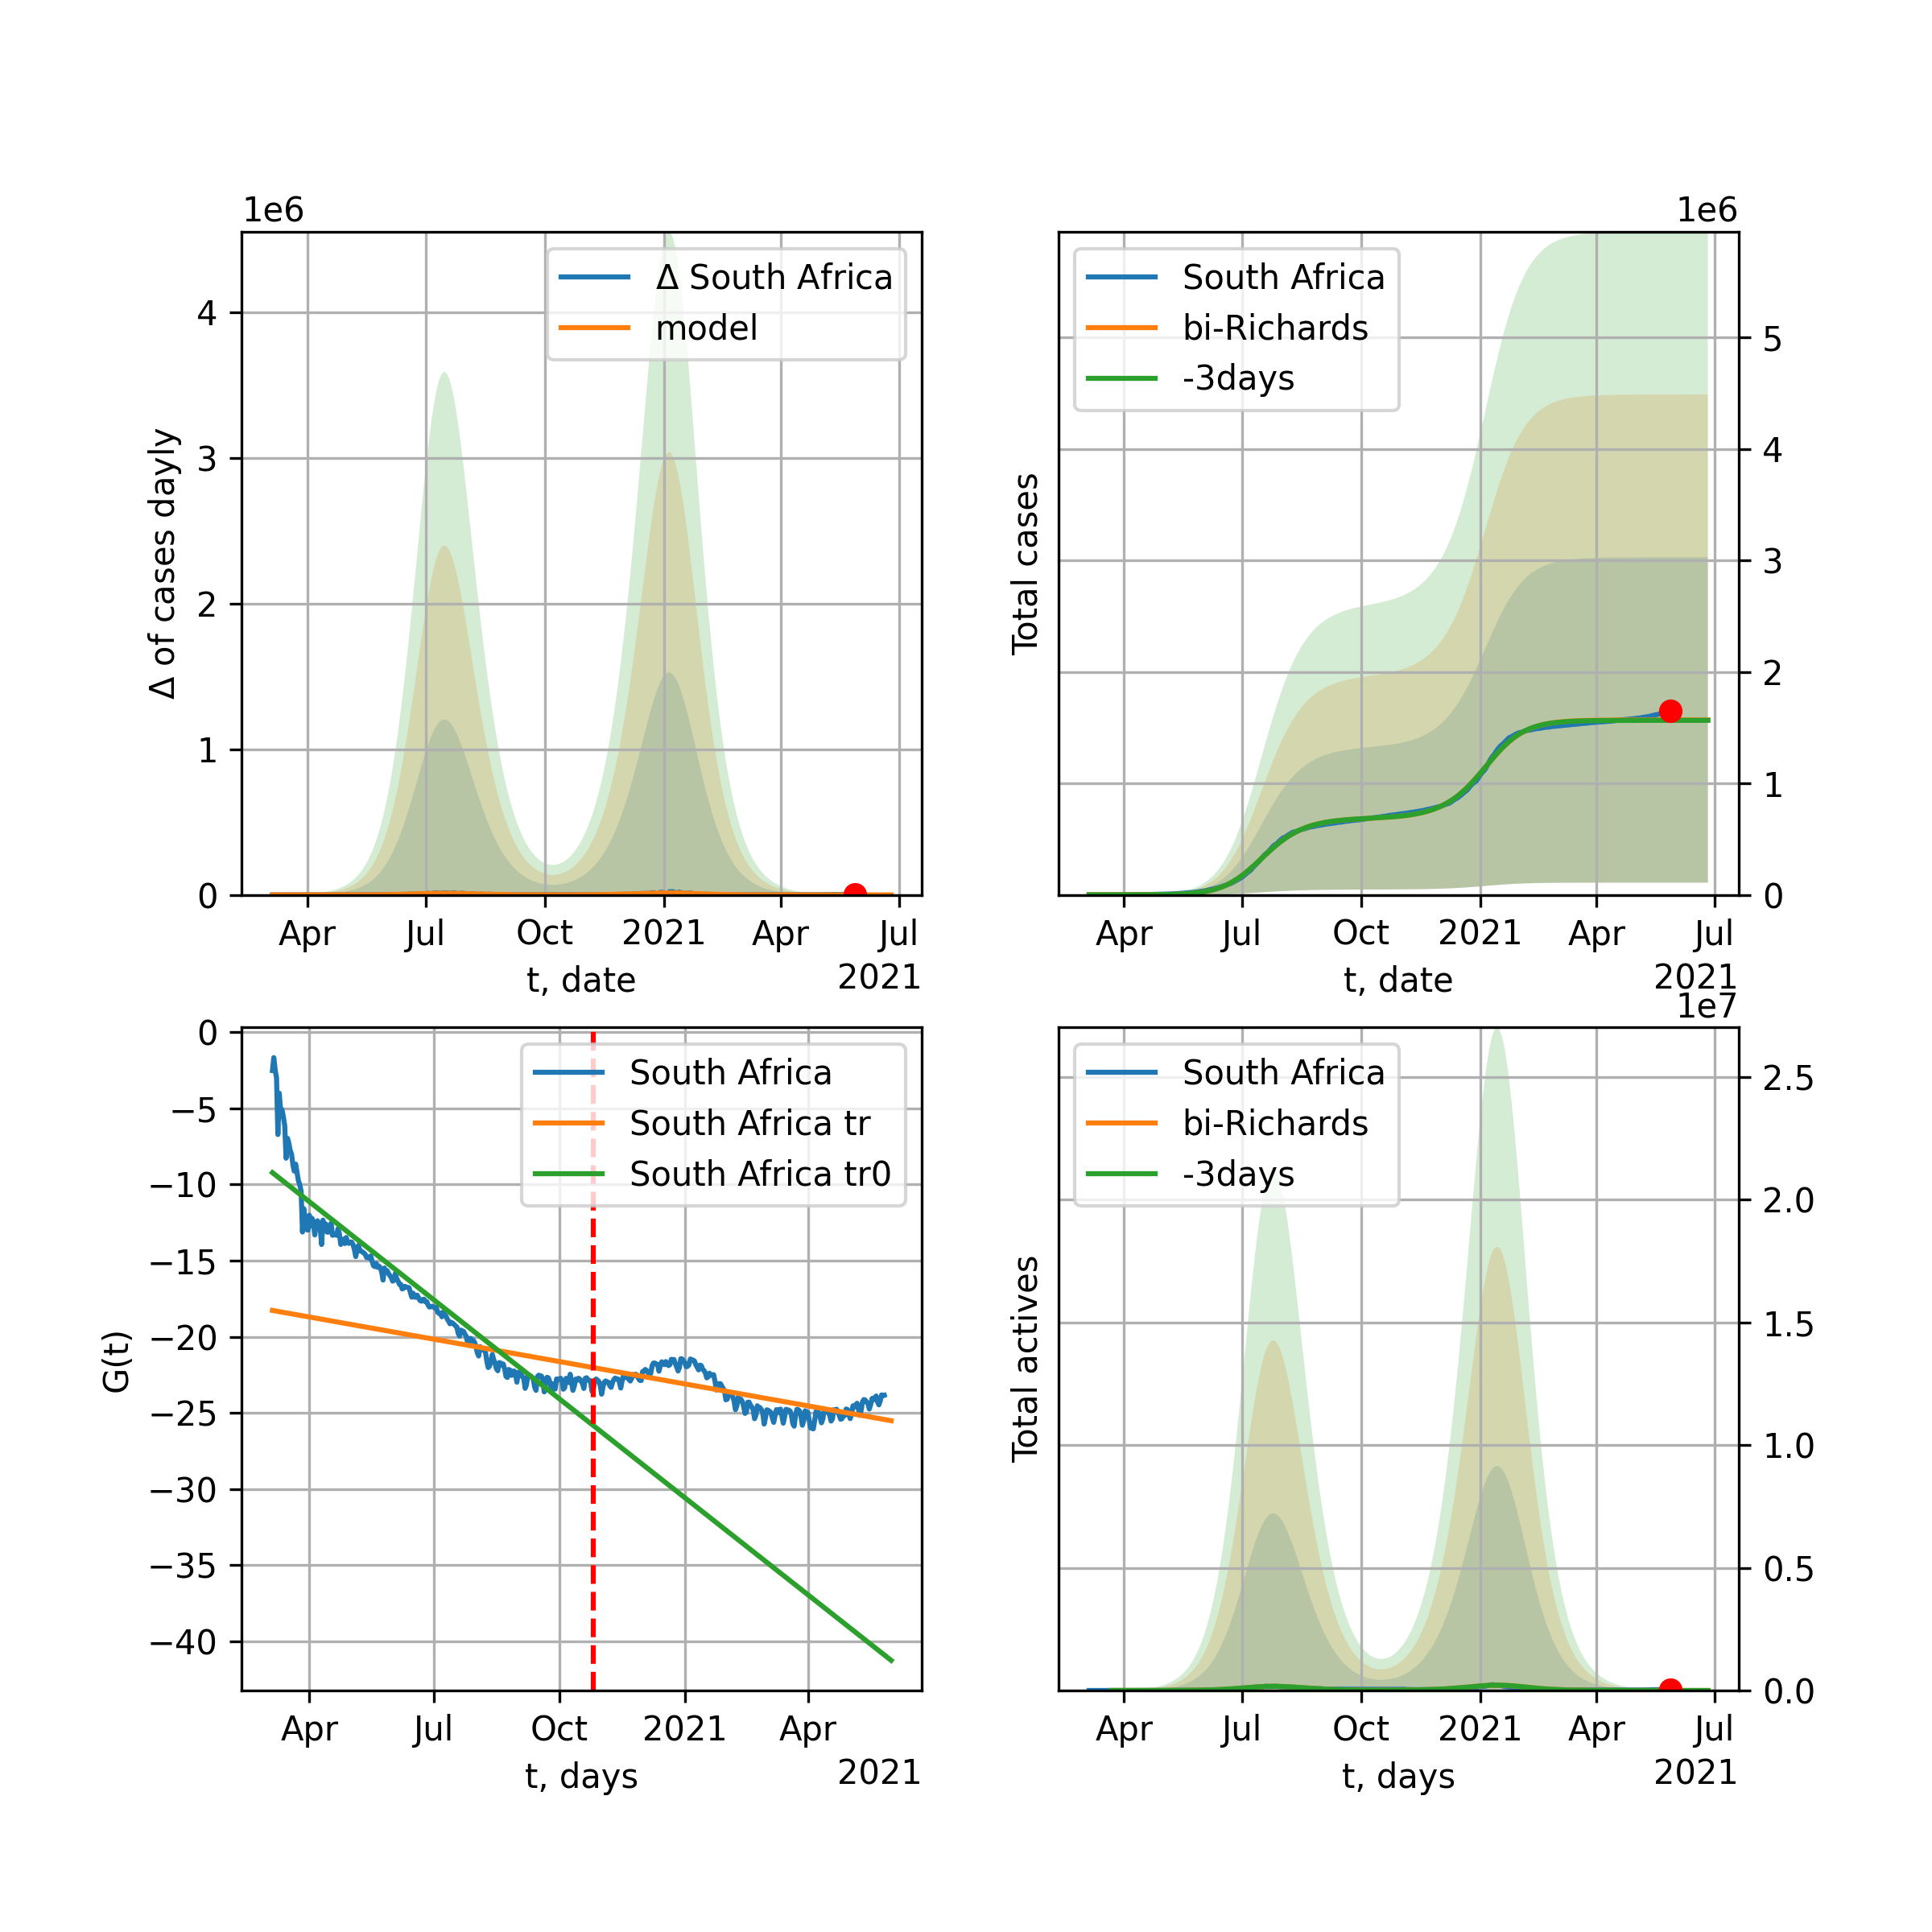 1e6
Δ South Africa
model
4
3
2
1
0
Δ of cases dayly
Apr
Jul
Oct
2021
Apr
Jul
t, date
2021
1e6
South Africa
bi-Richards
-3days
Total cases
5
4
3
2
1
0
Apr
Jul
Oct
2021
Apr
Jul
t, date
2021
0
−5
−10
−15
−20
−25
−30
−35
−40
G(t)
South Africa
South Africa tr
South Africa tr0
Apr
Jul
Oct
2021
Apr
t, days
2021
1e7
South Africa
bi-Richards
-3days
Total actives
2.5
2.0
1.5
1.0
0.5
0.0
Apr
Jul
Oct
2021
Apr
Jul
t, days
2021